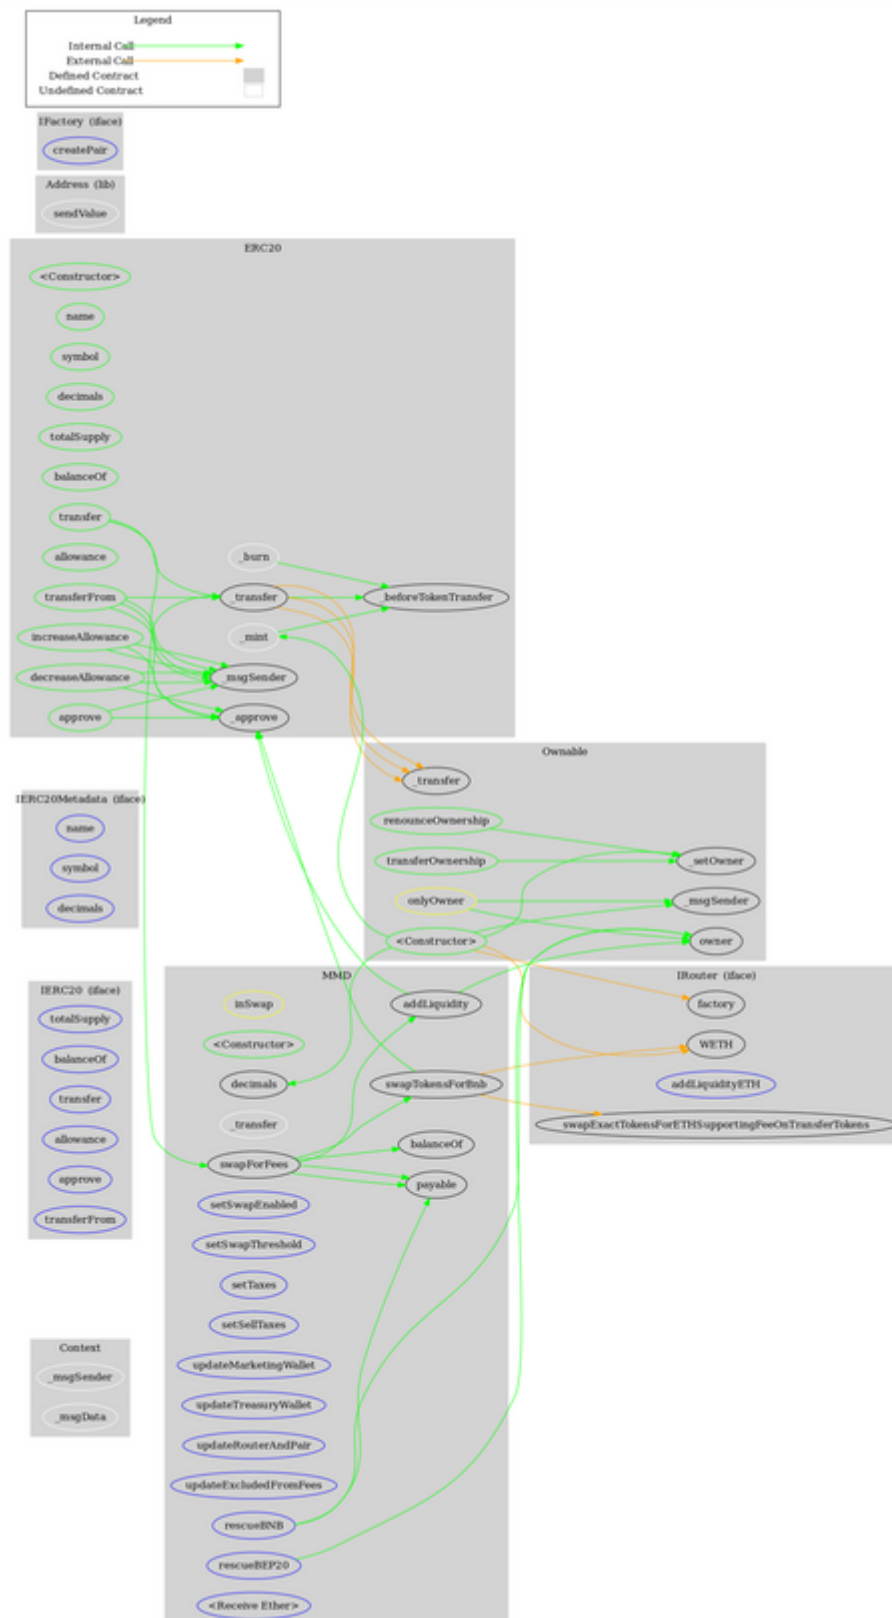 Legend
Internal Call
External Call
Defined Contract
Undefined Contract
IFactory (iface)
createPair
Address (lib)
sendValue
ERC20
<Constructor>
name
symbol
decimals
totalSupply
balanceOf
transfer
allowance
_burn
transferFrom
_transfer
_beforeTokenTransfer
increaseAllowance
_mint
decreaseAllowance
_msgSender
approve
_approve
Ownable
_transfer
renounceOwnership
transferOwnership
_setOwner
onlyOwner
_msgSender
<Constructor>
owner
IERC20Metadata (iface)
name
symbol
decimals
MMD
inSwap
addLiquidity
<Constructor>
decimals
swapTokensForBnb
_transfer
balanceOf
swapForFees
payable
setSwapEnabled
setSwapThreshold
setTaxes
setSellTaxes
updateMarketingWallet
updateTreasuryWallet
updateRouterAndPair
updateExcludedFromFees
rescueBNB
rescueBEP20
<Receive Ether>
IRouter (iface)
factory
WETH
addLiquidityETH
swapExactTokensForETHSupportingFeeOnTransferTokens
IERC20 (iface)
totalSupply
balanceOf
transfer
allowance
approve
transferFrom
Context
_msgSender
_msgData